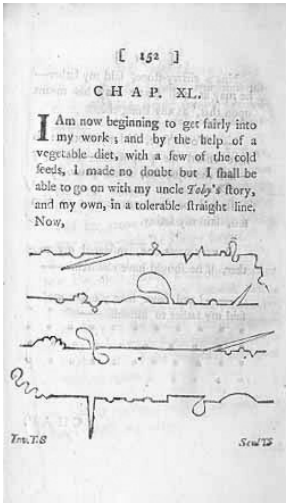 [ 152 ]
C H A P. XL.
I Am now beginning to get fairly into
my work ; and by the help of a
vegetable diet, with a few of the cold
ſeeds, I made no doubt but I ſhall be
able to go on with my uncle Toby's ſtory,
and my own, in a tolerable ſtraight line.
Now,
Inv. T.S
Scul T.S